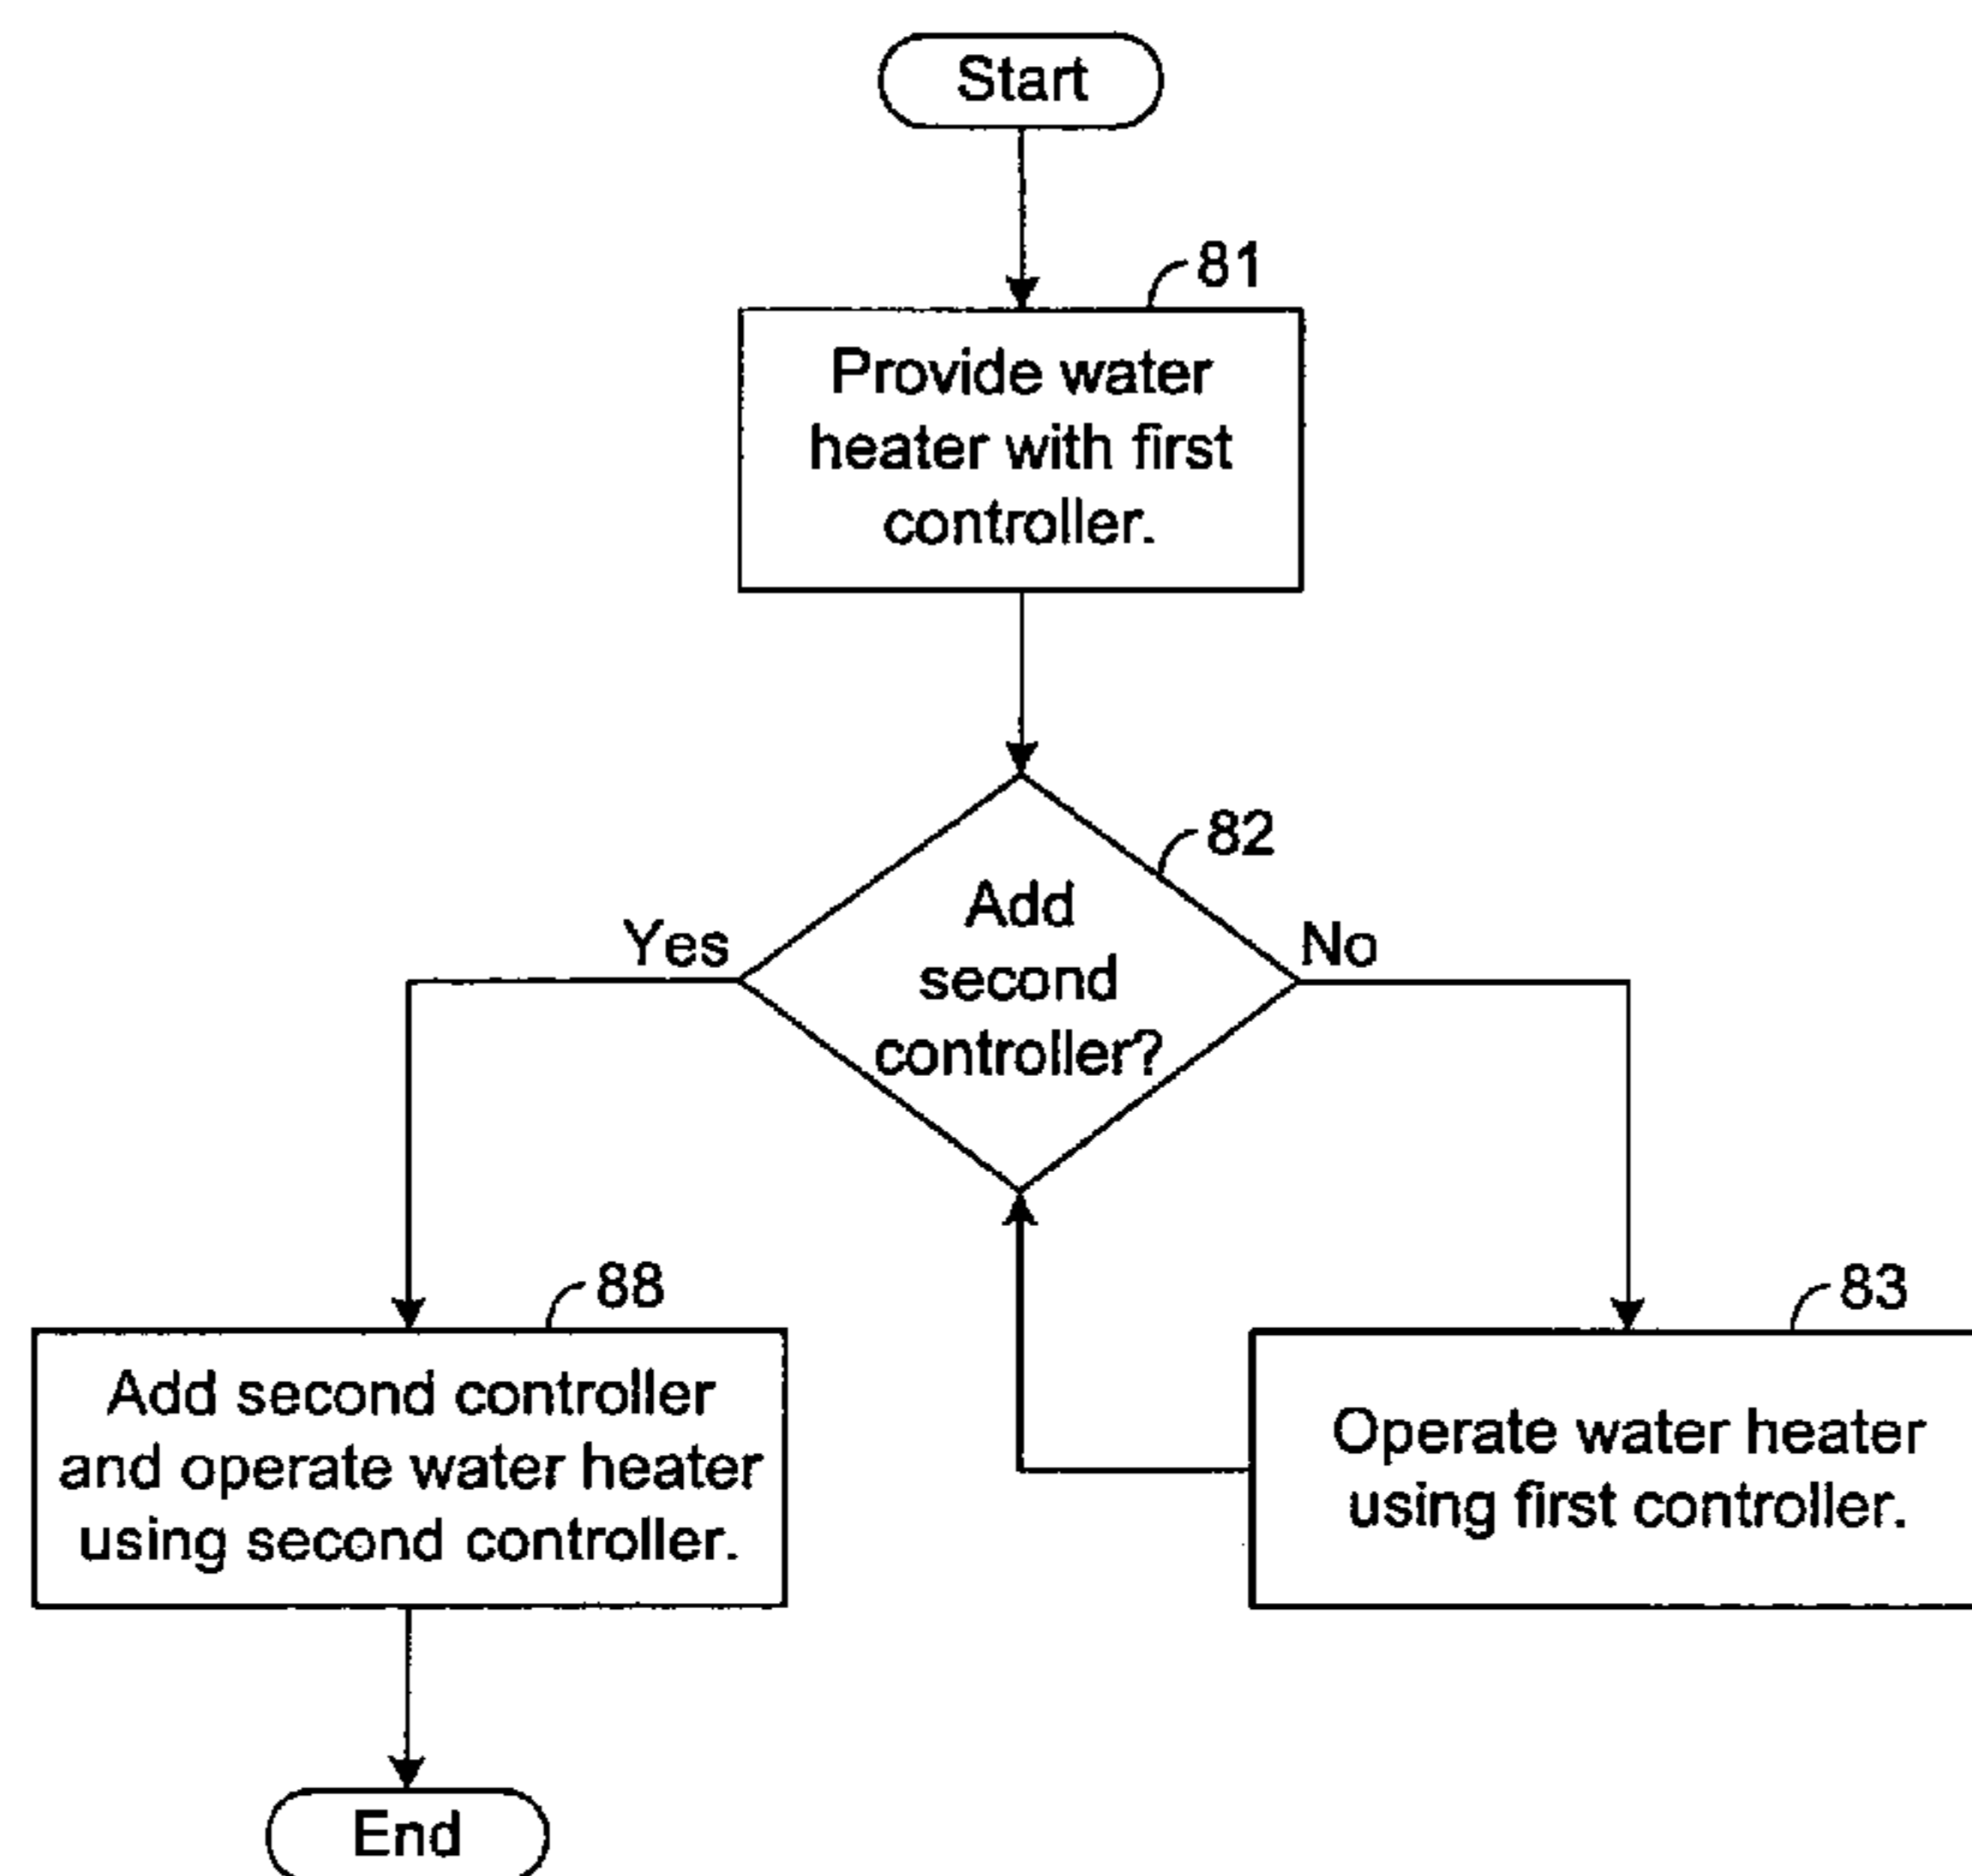 Start
81
Provide water
heater with first
controller.
82
Add
second
controller?
Yes
No
88
Add second controller
and operate water heater
using second controller.
83
Operate water heater
using first controller.
End